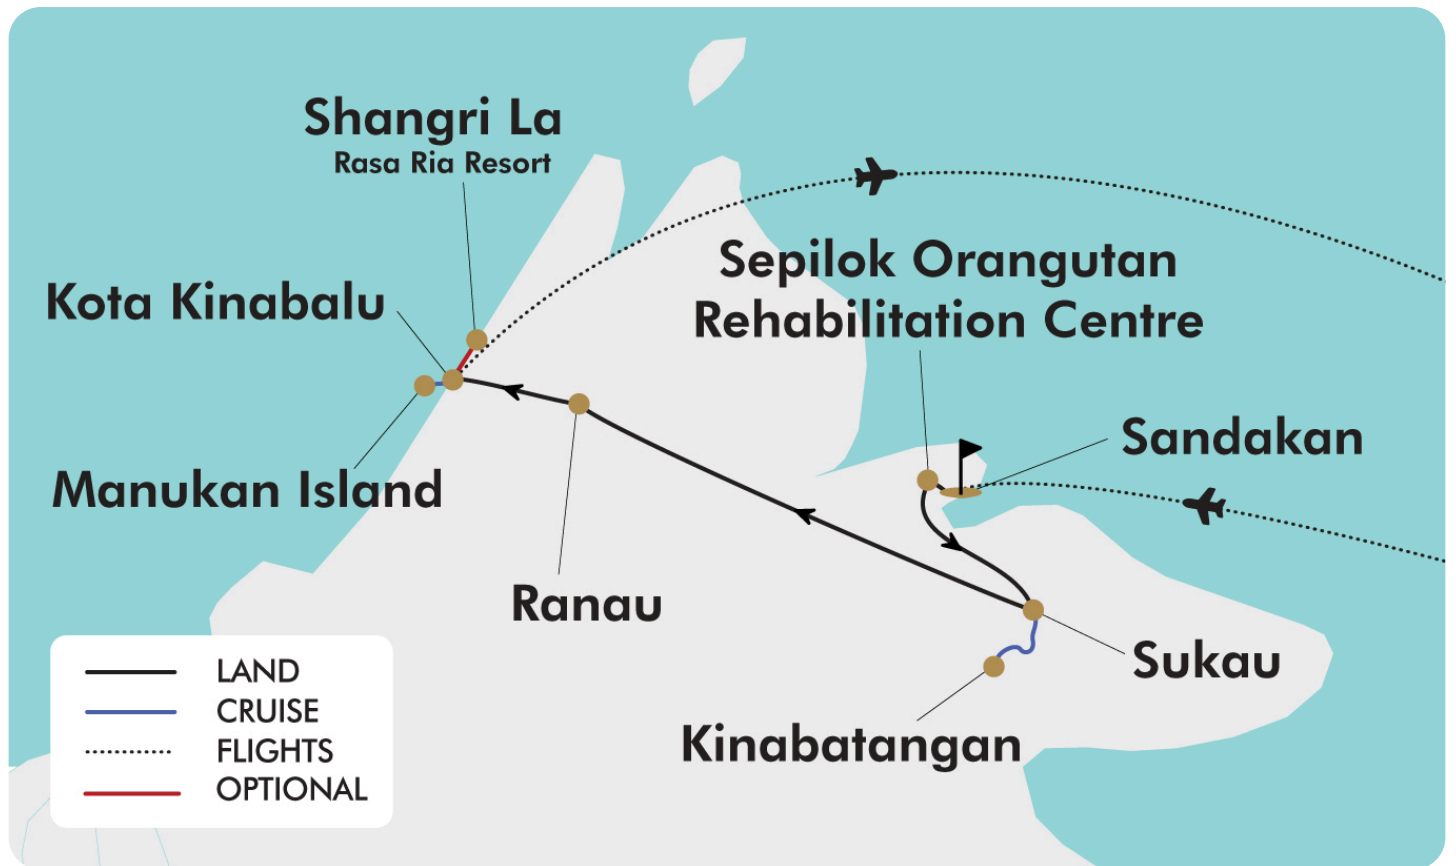 Shangri La
Rasa Ria Resort
Sepilok Orangutan
Rehabilitation Centre
Kota Kinabalu
Sandakan
Manukan Island
Ranau
Sukau
Kinabatangan
LAND
CRUISE
FLIGHTS
OPTIONAL